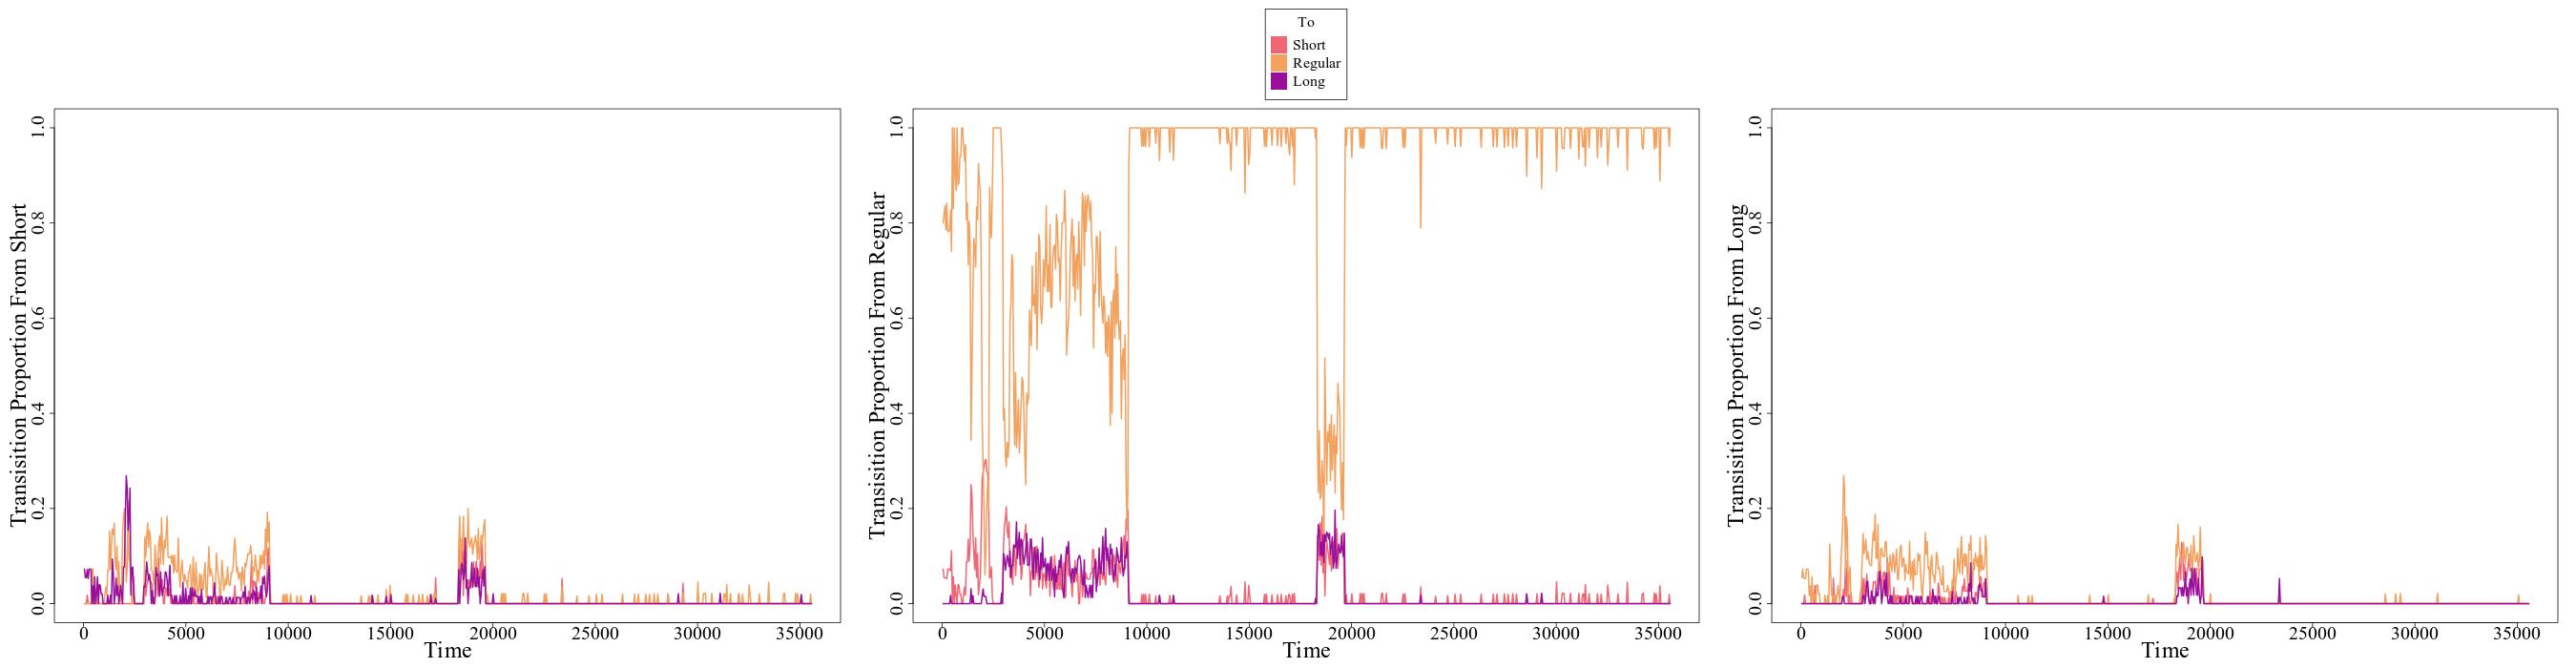 To
Short
Regular
Long
Transisition Proportion From Short
0.0 0.2 0.4 0.6 0.8 1.0
0 5000 10000 15000 20000 25000 30000 35000
Time
Transisition Proportion From Regular
0.0 0.2 0.4 0.6 0.8 1.0
0 5000 10000 15000 20000 25000 30000 35000
Time
Transisition Proportion From Long
0.0 0.2 0.4 0.6 0.8 1.0
0 5000 10000 15000 20000 25000 30000 35000
Time